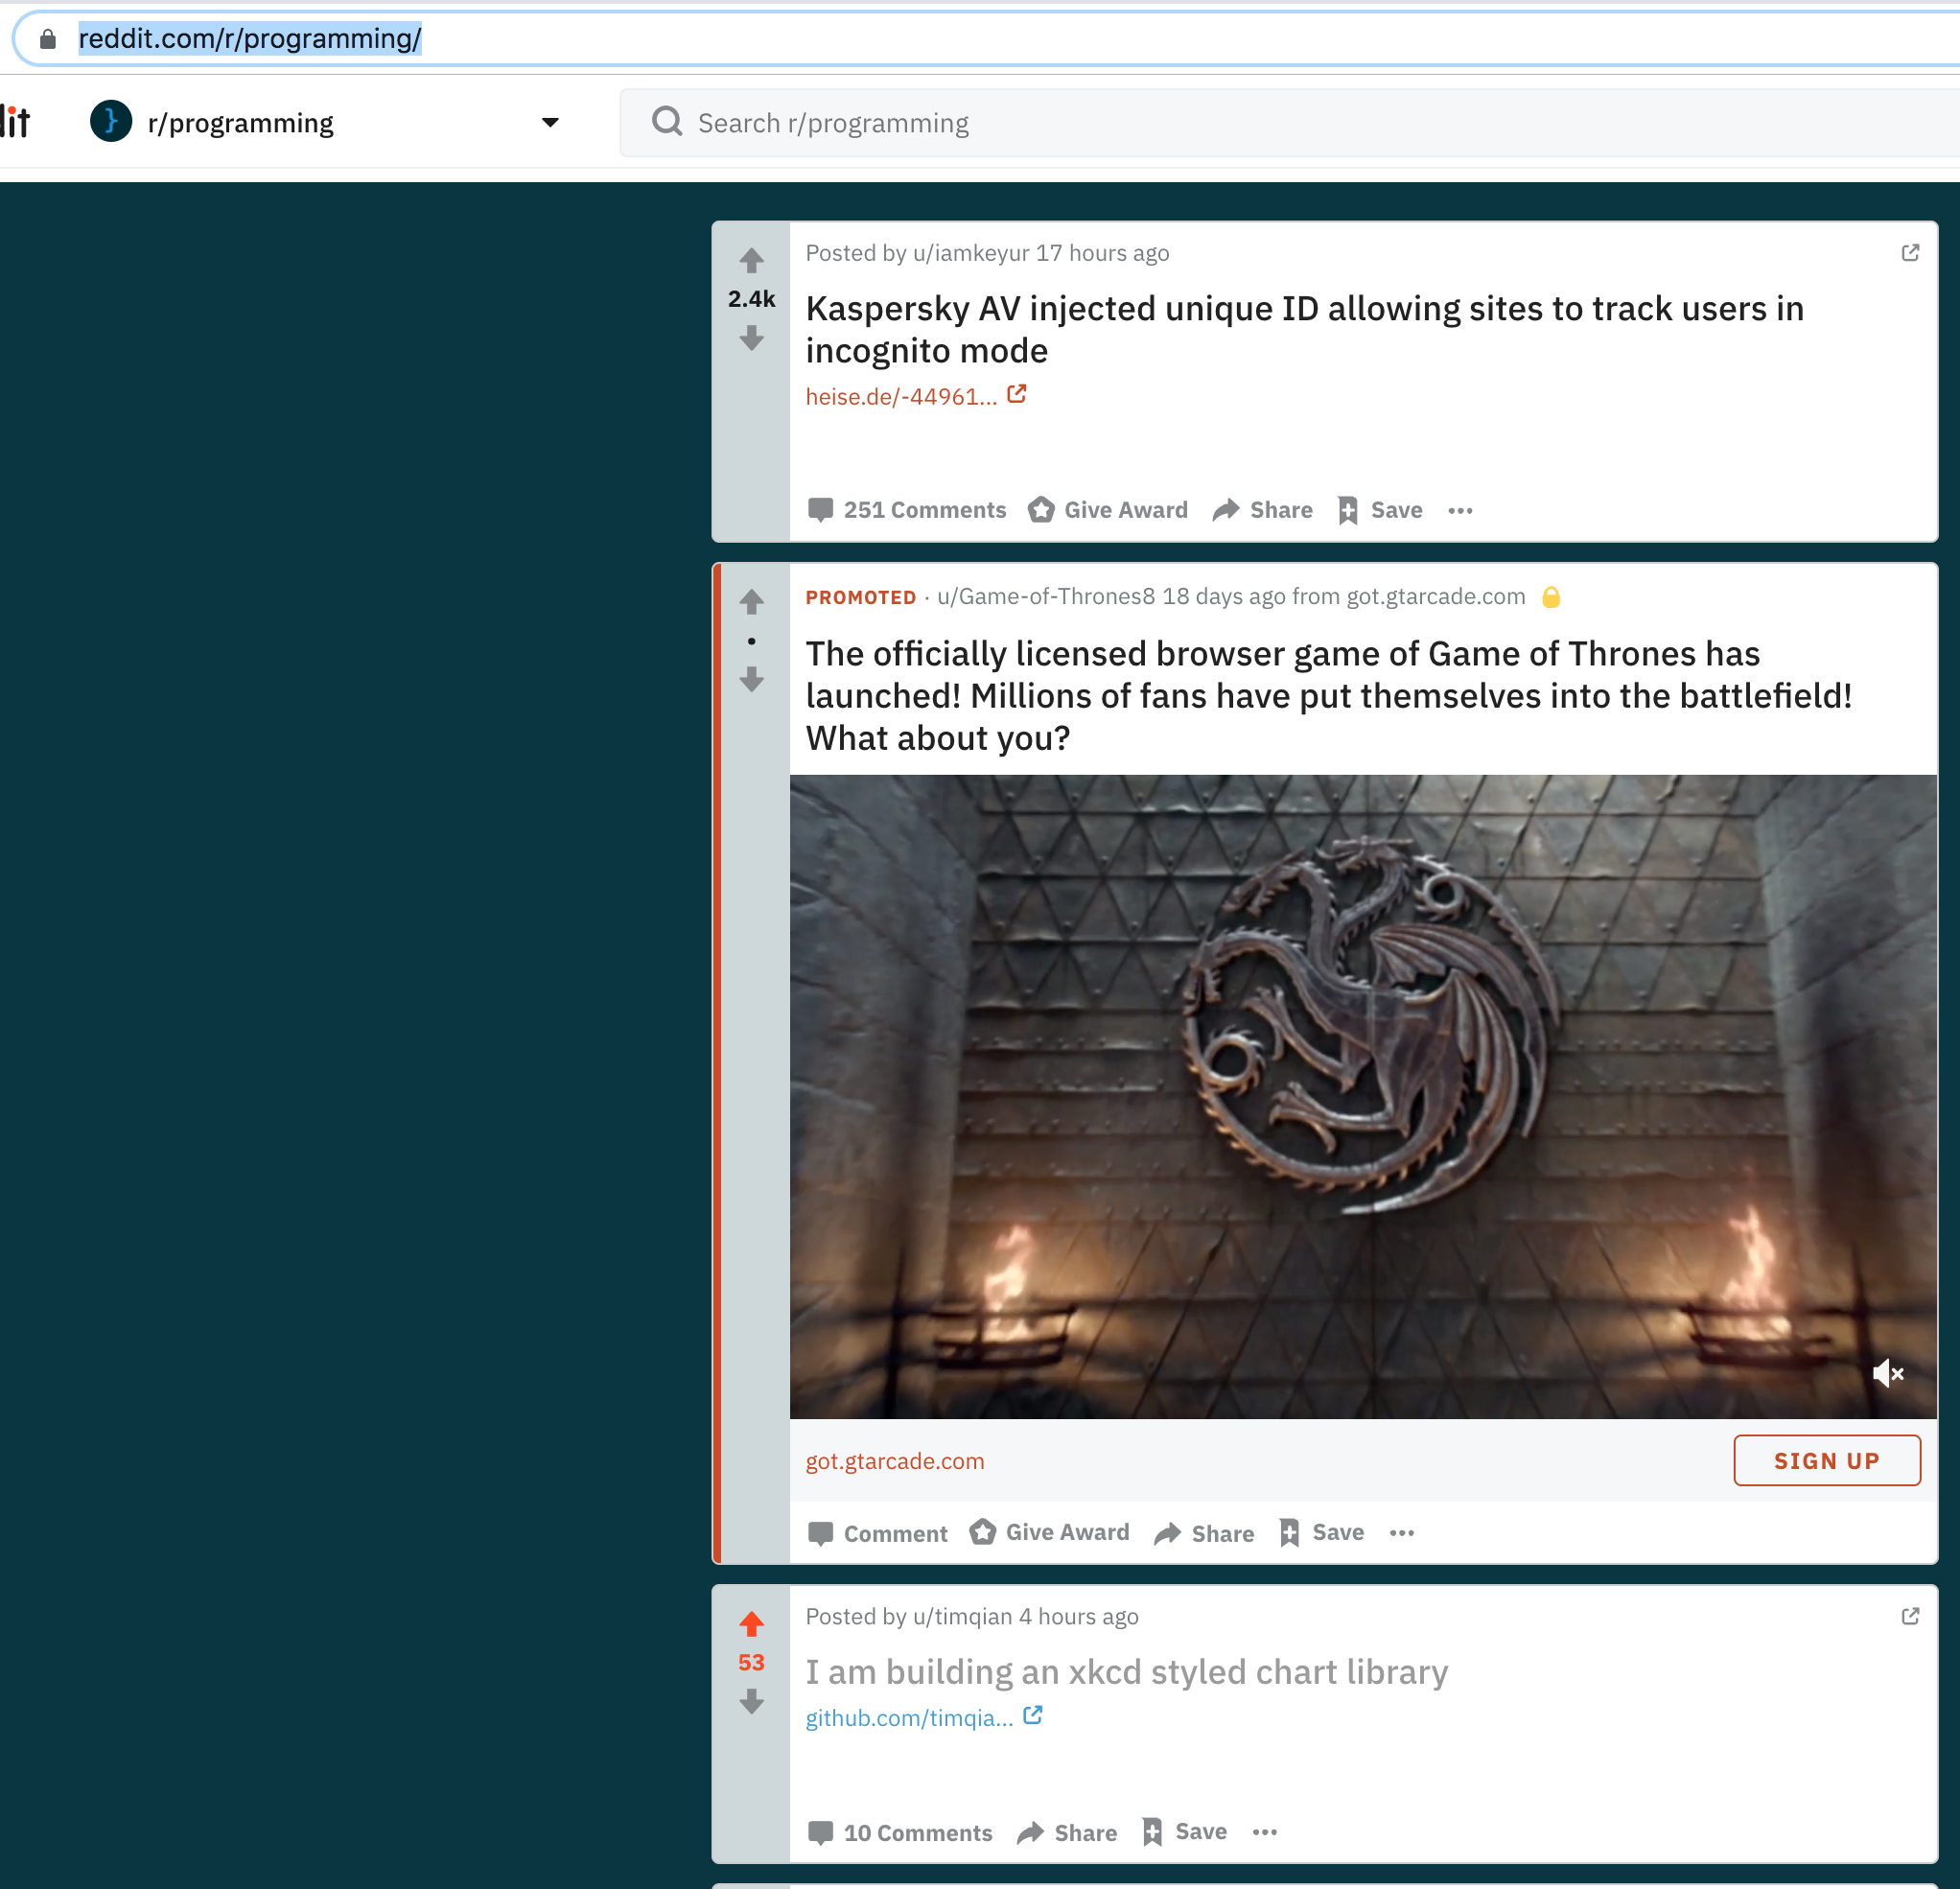 reddit.com/r/programming/
dit
r/programming
Search r/programming
Posted by u/iamkeyur 17 hours ago
2.4k
Kaspersky AV injected unique ID allowing sites to track users in
incognito mode
heise.de/-44961...
251 Comments Give Award Share Save ...
PROMOTED · u/Game-of-Thrones8 18 days ago from got.gtarcade.com
•
The officially licensed browser game of Game of Thrones has
launched! Millions of fans have put themselves into the battlefield!
What about you?
got.gtarcade.com
SIGN UP
Comment Give Award Share Save ...
Posted by u/timqian 4 hours ago
53
I am building an xkcd styled chart library
github.com/timqia...
10 Comments Share Save ...